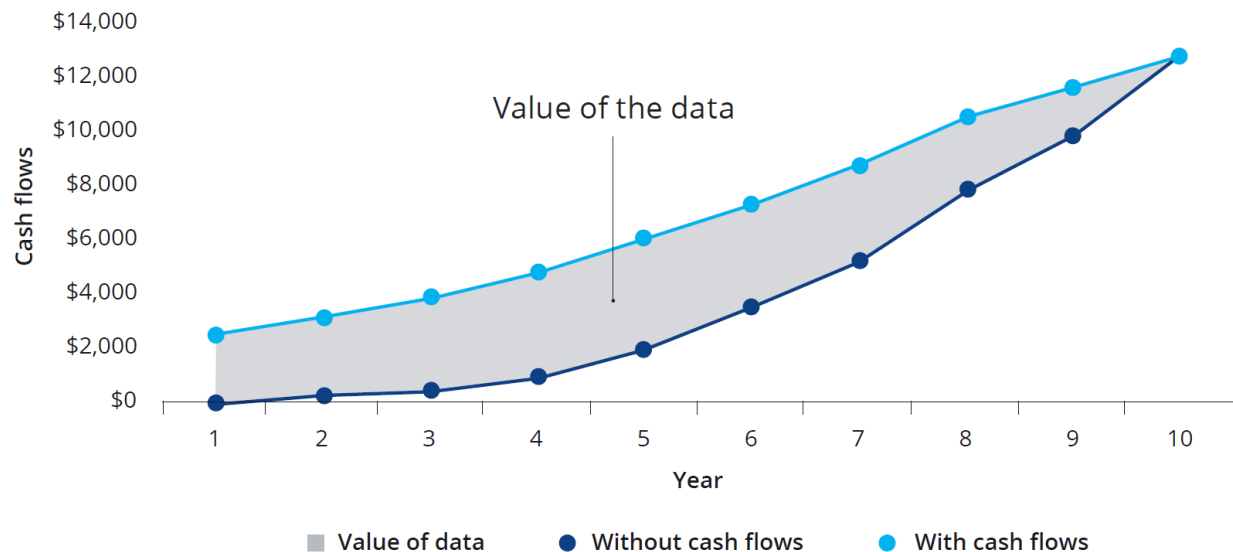 $14,000
$12,000
$10,000
$8,000
$6,000
$4,000
$2,000
$0
Cash flows
Value of the data
1 2 3 4 5 6 7 8 9 10
Year
Value of data Without cash flows With cash flows